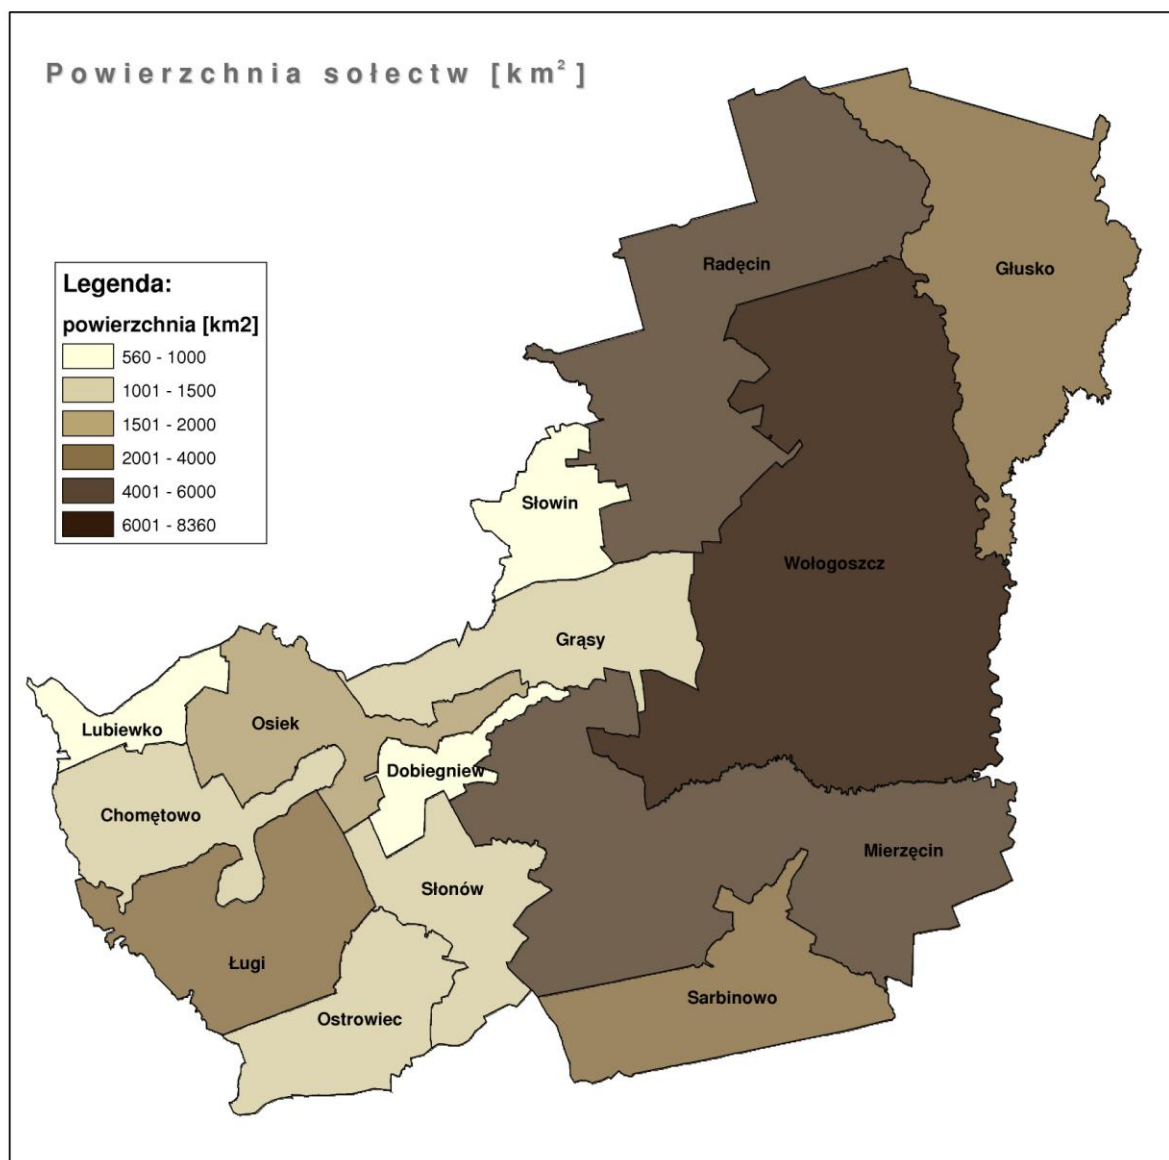 Powierzchnia sołectw [km²]
Legenda:
powierzchnia [km2]
560 - 1000
1001 - 1500
1501 - 2000
2001 - 4000
4001 - 6000
6001 - 8360
Radęcin
Głusko
Słowin
Wołogoszcz
Grąsy
Lubiewko
Osiek
Dobiegniew
Chomętowo
Mierzęcin
Słonów
Ługi
Sarbinowo
Ostrowiec